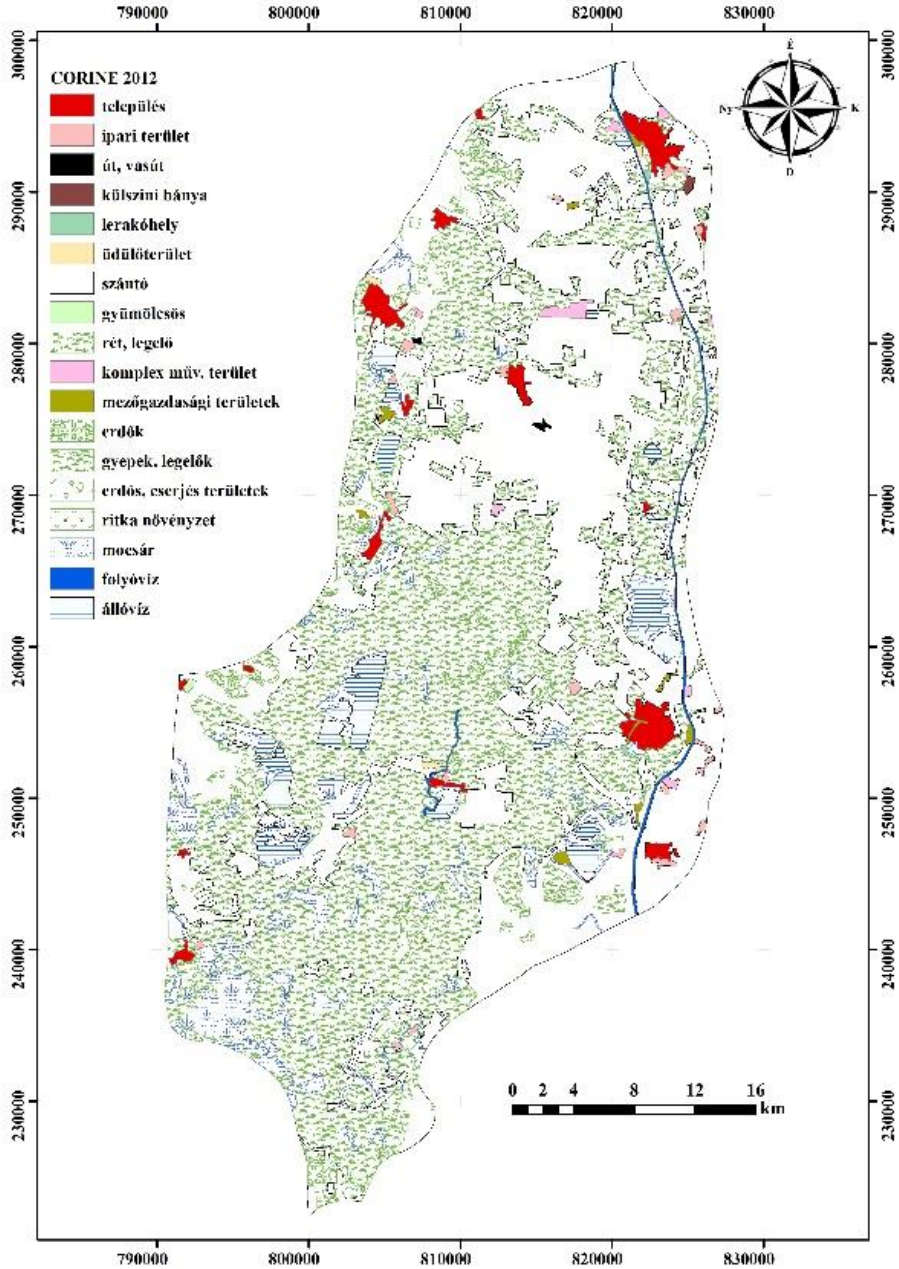 790000 800000 810000 820000 830000
300000 300000
CORINE 2012
település
ipari terület
út, vasút
külszíni bánya
lerakóhely
üdülőterület
szántó
gyümölcsös
rét, legelő
komplex műv. terület
mezőgazdasági területek
erdők
gyepek, legelők
erdős, cserjés területek
ritka növényzet
mocsár
folyóvíz
állóvíz
É
Ny K
D
290000 290000
280000 280000
270000 270000
260000 260000
250000 250000
240000 240000
230000 230000
0 2 4 8 12 16
km
790000 800000 810000 820000 830000